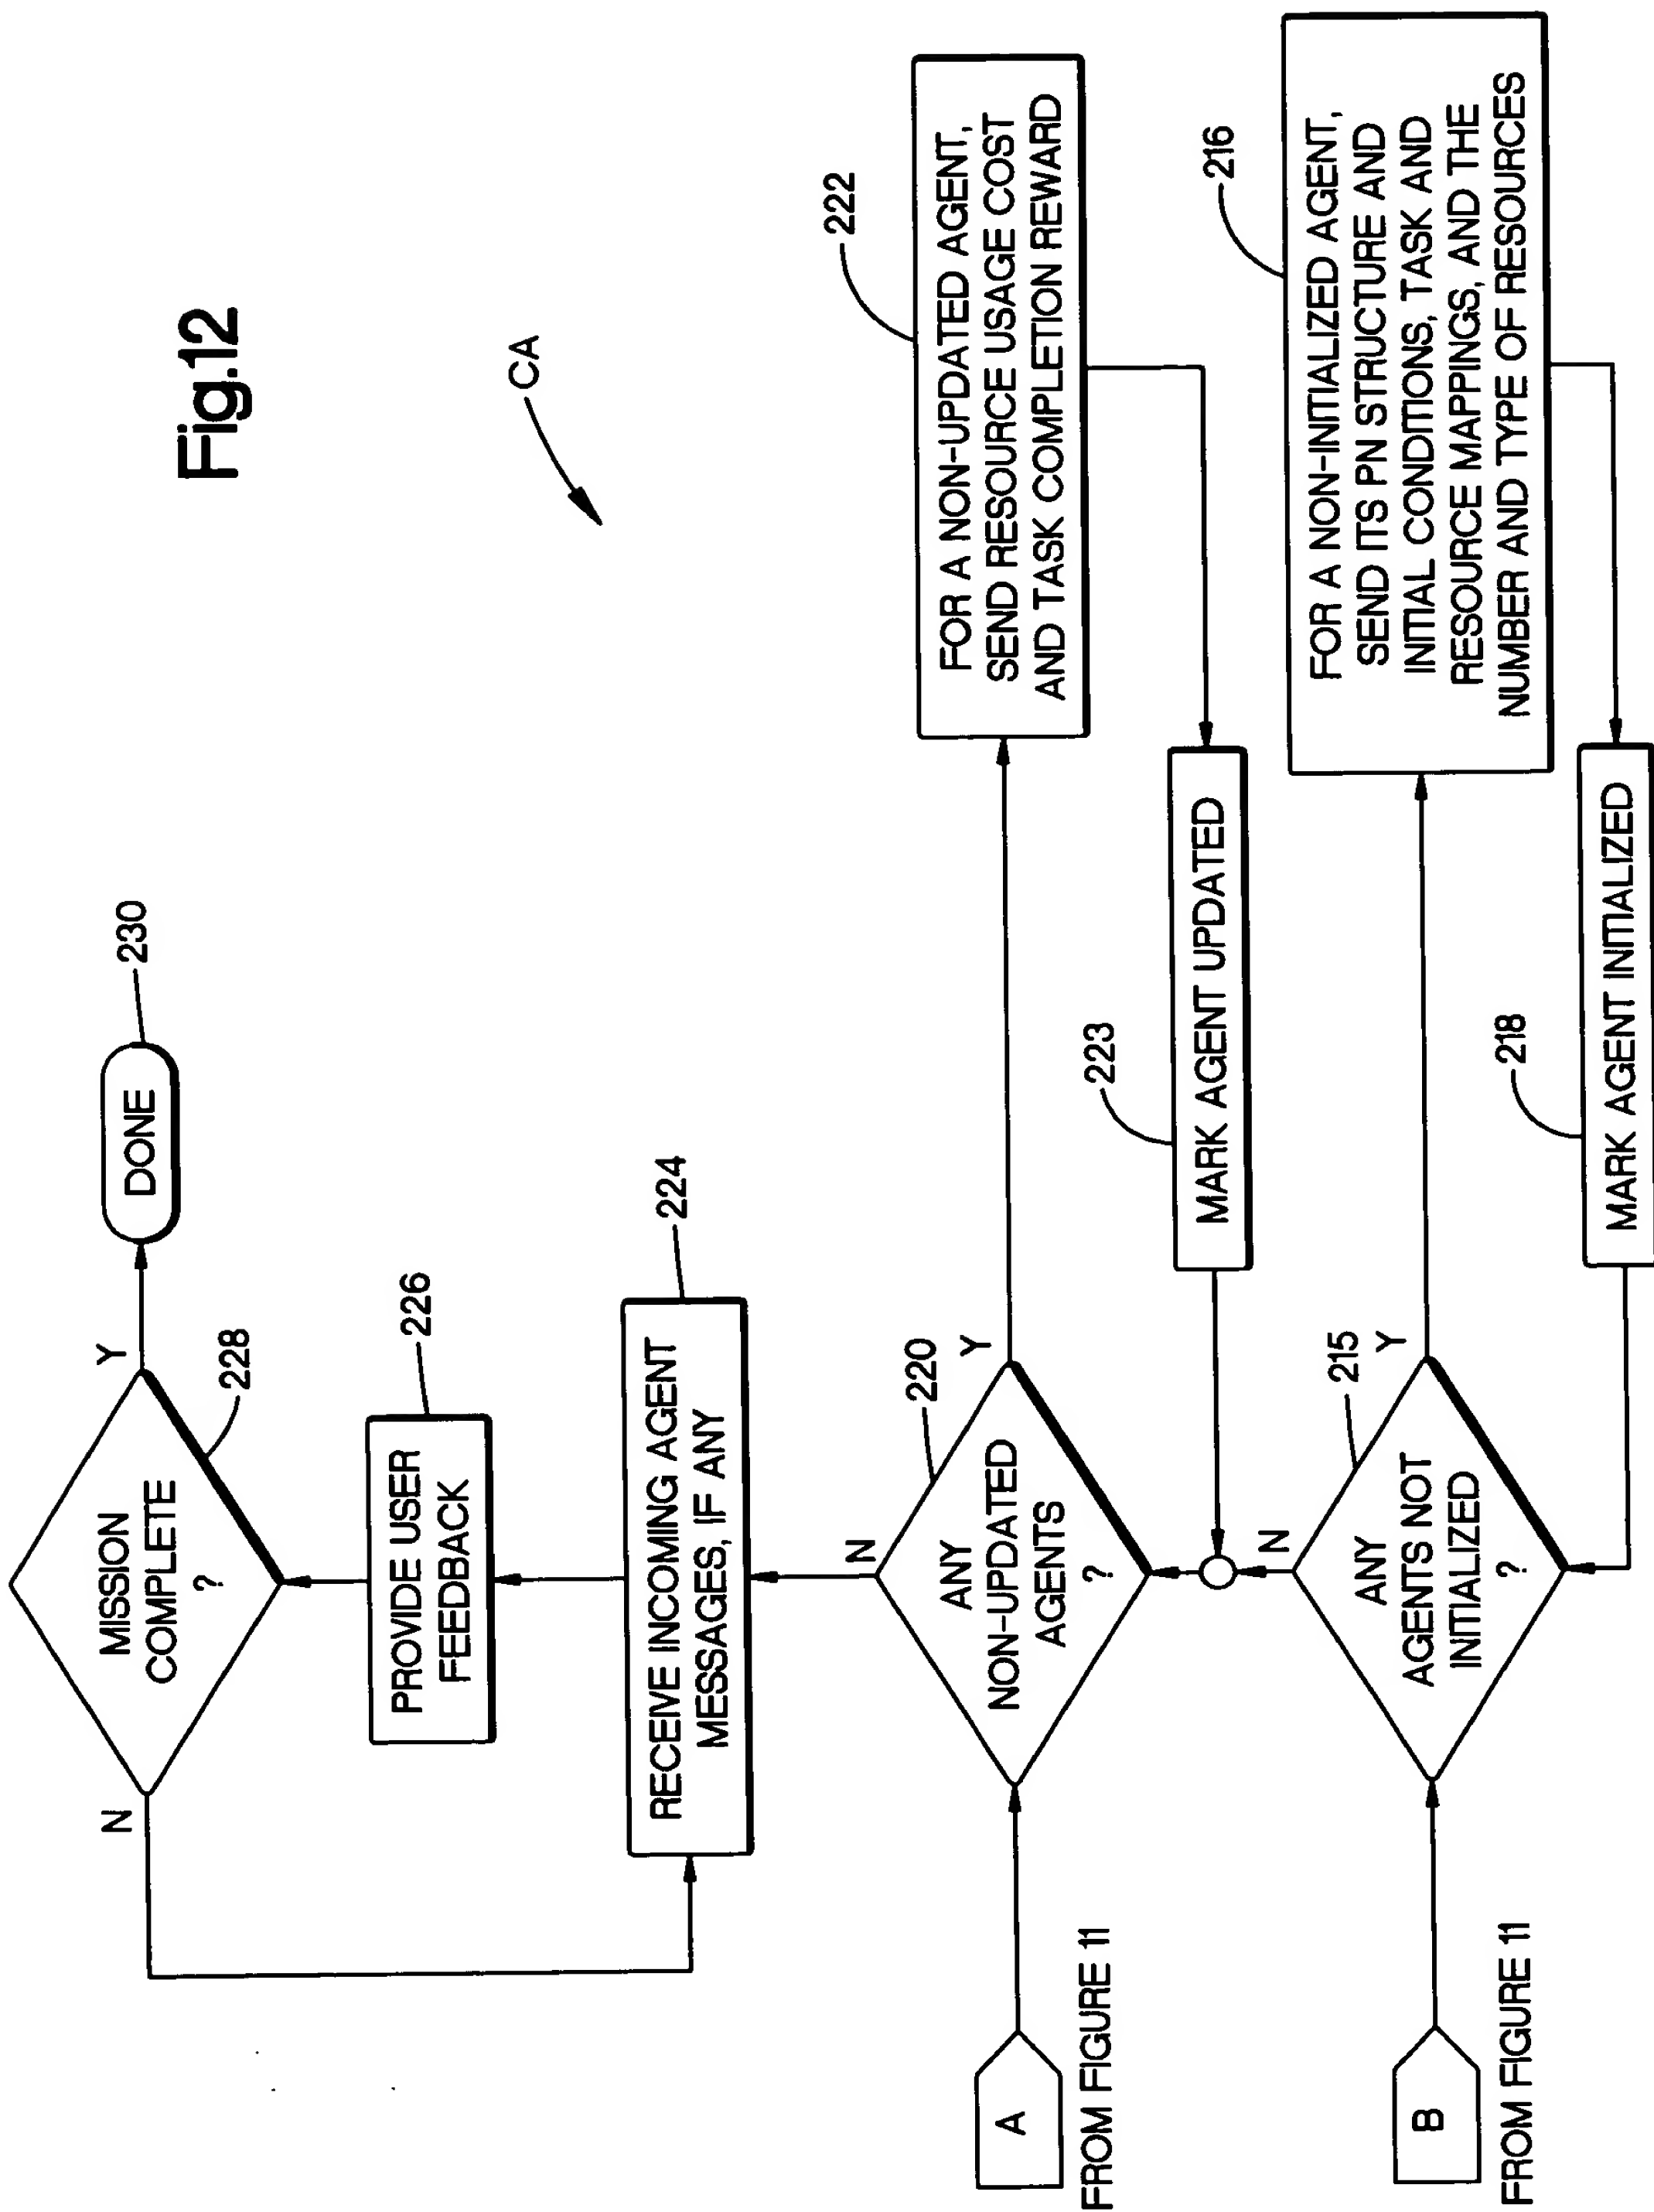 Fig.12
CA
MISSION
COMPLETE
?
N
Y
228
DONE
230
PROVIDE USER
FEEDBACK
226
RECEIVE INCOMING AGENT
MESSAGES, IF ANY
224
A
FROM FIGURE 11
ANY
NON-UPDATED
AGENTS
?
N
Y
220
FOR A NON-UPDATED AGENT,
SEND RESOURCE USAGE COST
AND TASK COMPLETION REWARD
222
MARK AGENT UPDATED
223
B
FROM FIGURE 11
ANY
AGENTS NOT
INITIALIZED
?
N
Y
215
FOR A NON-INITIALIZED AGENT,
SEND ITS PN STRUCTURE AND
INITIAL CONDITIONS, TASK AND
RESOURCE MAPPINGS, AND THE
NUMBER AND TYPE OF RESOURCES
216
MARK AGENT INITIALIZED
218